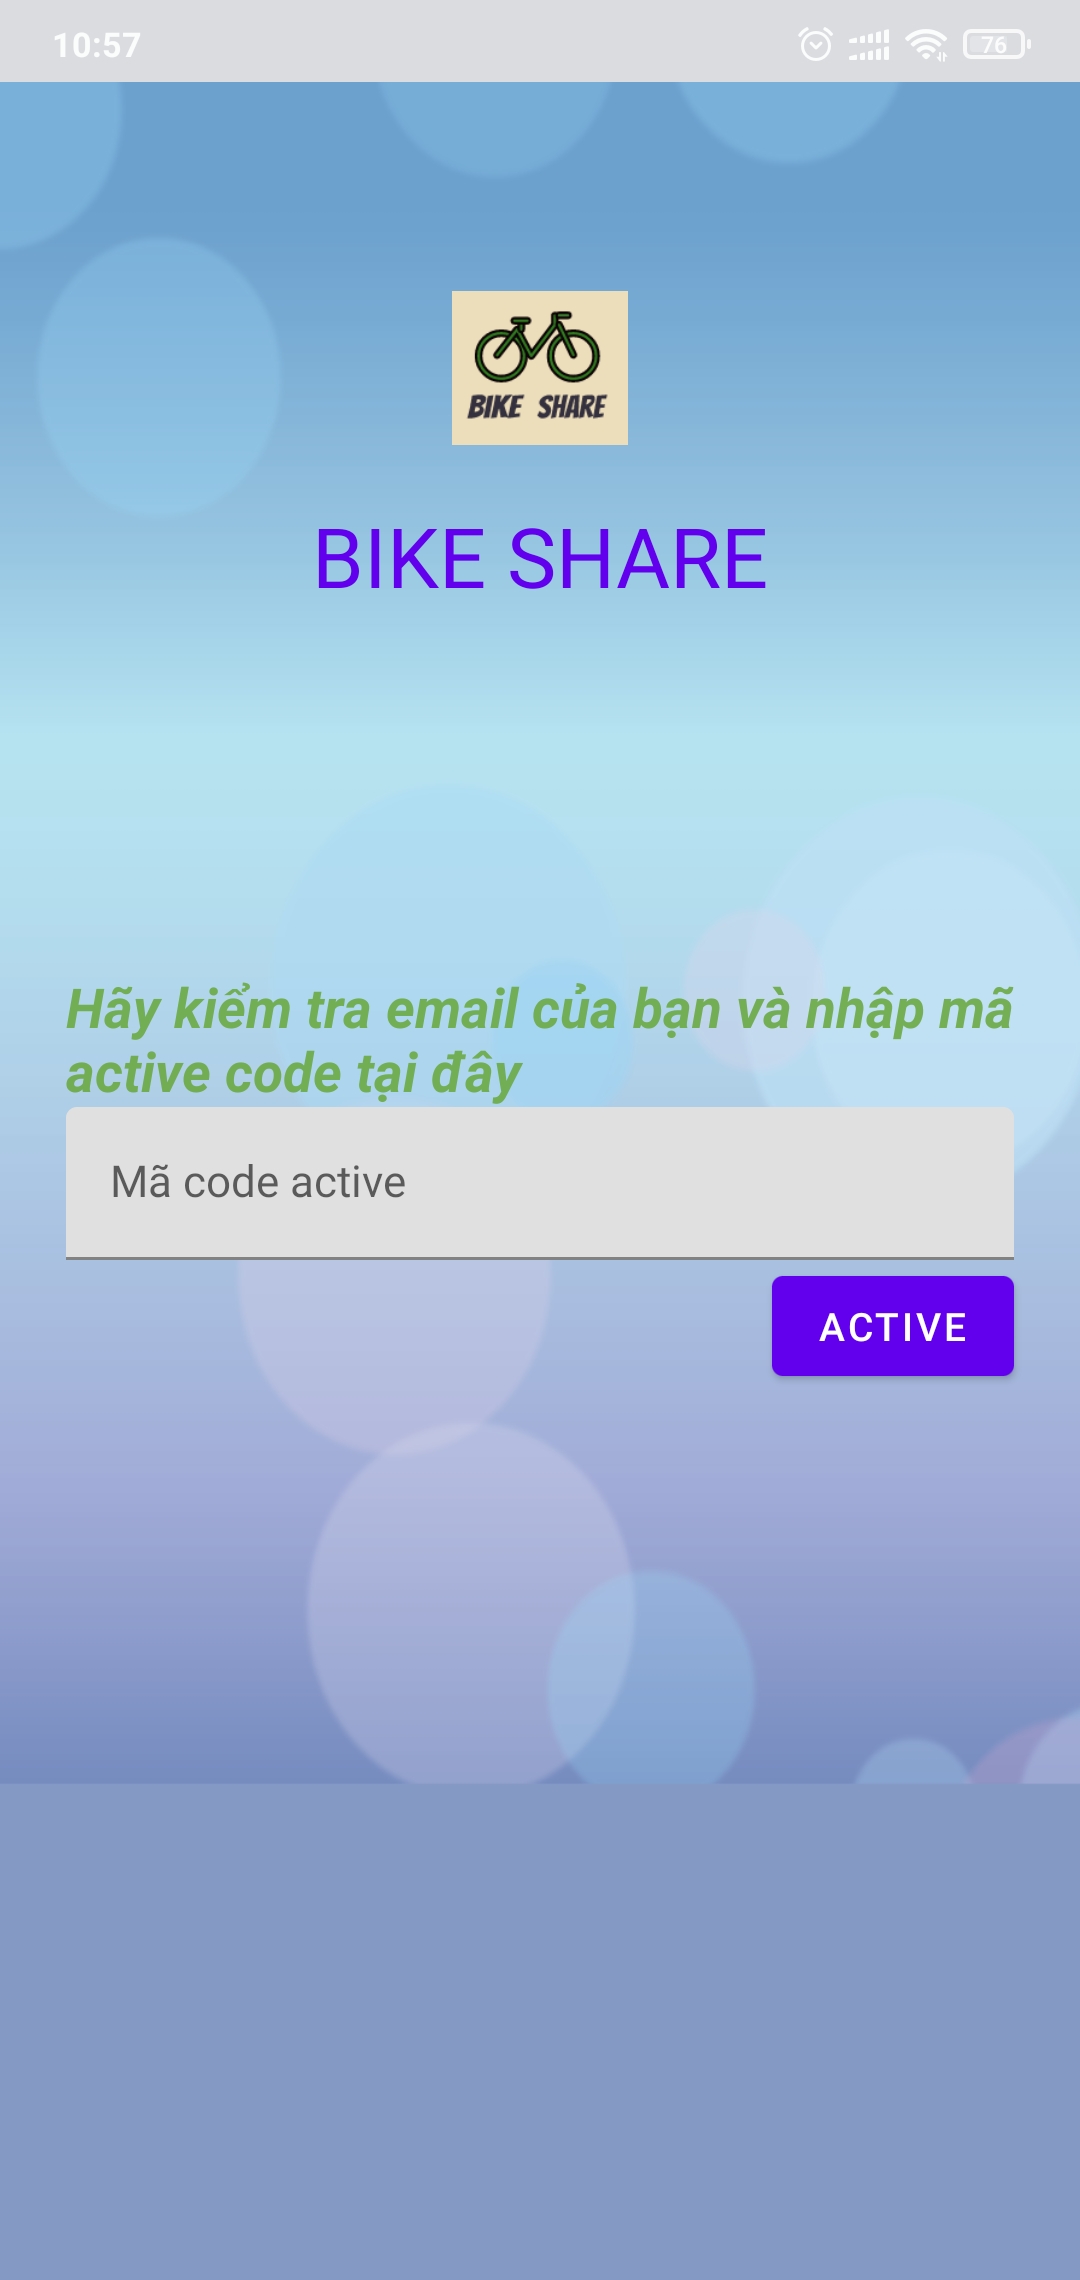 10:57
76
BIKE SHARE
BIKE SHARE
Hãy kiểm tra email của bạn và nhập mã
active code tại đây
Mã code active
ACTIVE